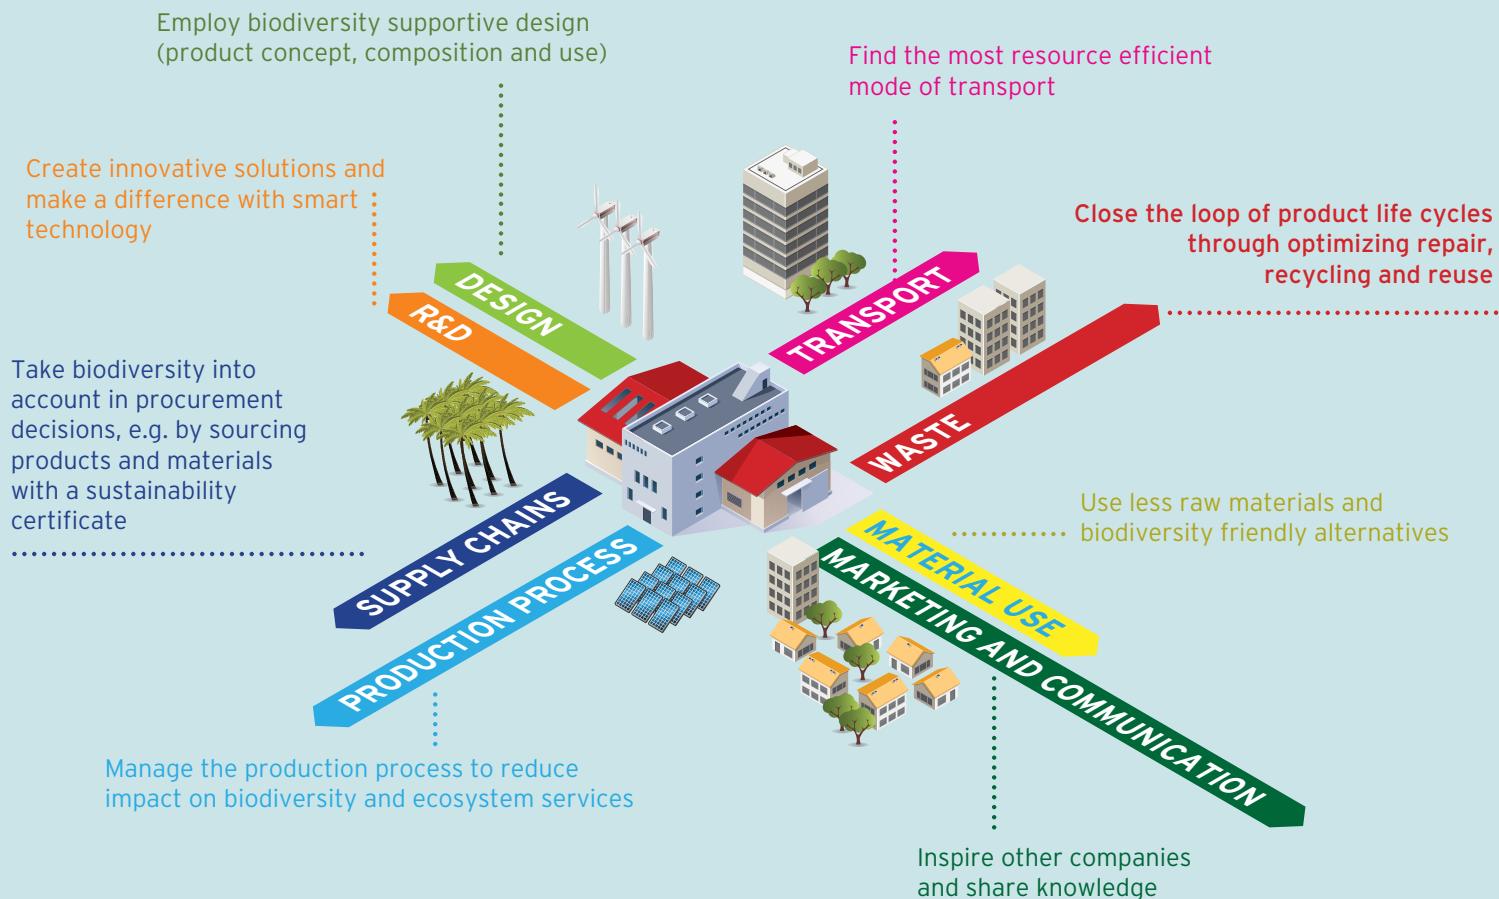 Employ biodiversity supportive design
(product concept, composition and use)
Find the most resource efficient
mode of transport
Create innovative solutions and
make a difference with smart
technology
Close the loop of product life cycles
through optimizing repair,
recycling and reuse
DESIGN
R&D
TRANSPORT
WASTE
Take biodiversity into
account in procurement
decisions, e.g. by sourcing
products and materials
with a sustainability
certificate
SUPPLY CHAINS
PRODUCTION PROCESS
MATERIAL USE
MARKETING AND COMMUNICATION
Use less raw materials and
biodiversity friendly alternatives
Manage the production process to reduce
impact on biodiversity and ecosystem services
Inspire other companies
and share knowledge